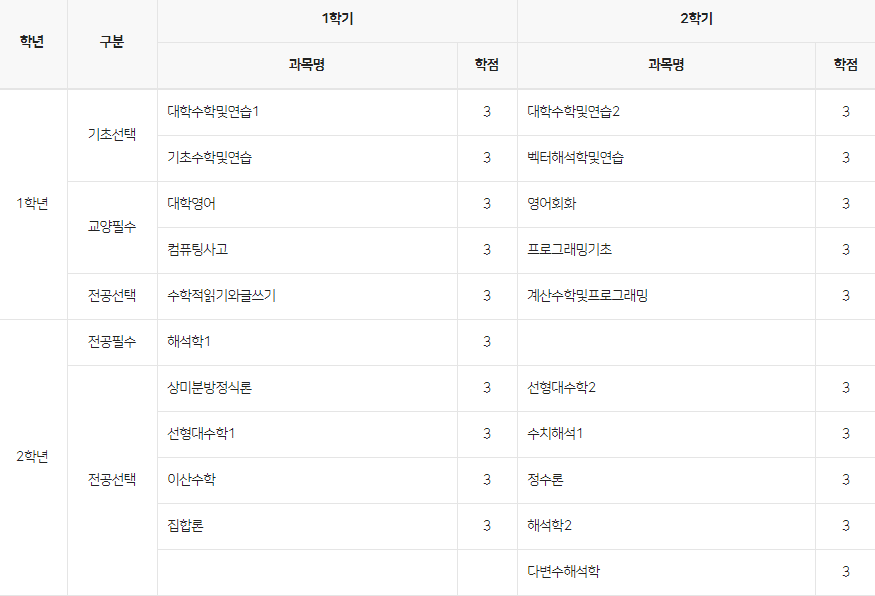 학년 구분 1학기 2학기
과목명 학점 과목명 학점
1학년 기초선택 대학수학및연습1 3 대학수학및연습2 3
기초수학및연습 3 벡터해석학및연습 3
교양필수 대학영어 3 영어회화 3
컴퓨팅사고 3 프로그래밍기초 3
전공선택 수학적읽기와글쓰기 3 계산수학및프로그래밍 3
2학년 전공필수 해석학1 3
전공선택 상미분방정식론 3 선형대수학2 3
선형대수학1 3 수치해석1 3
이산수학 3 정수론 3
집합론 3 해석학2 3
다변수해석학 3